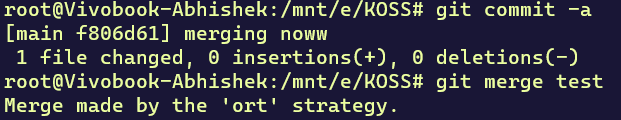 root@Vivobook-Abhishek:/mnt/e/KOSS# git commit -a
[main f806d61] merging noww
 1 file changed, 0 insertions(+), 0 deletions(-)
root@Vivobook-Abhishek:/mnt/e/KOSS# git merge test
Merge made by the 'ort' strategy.